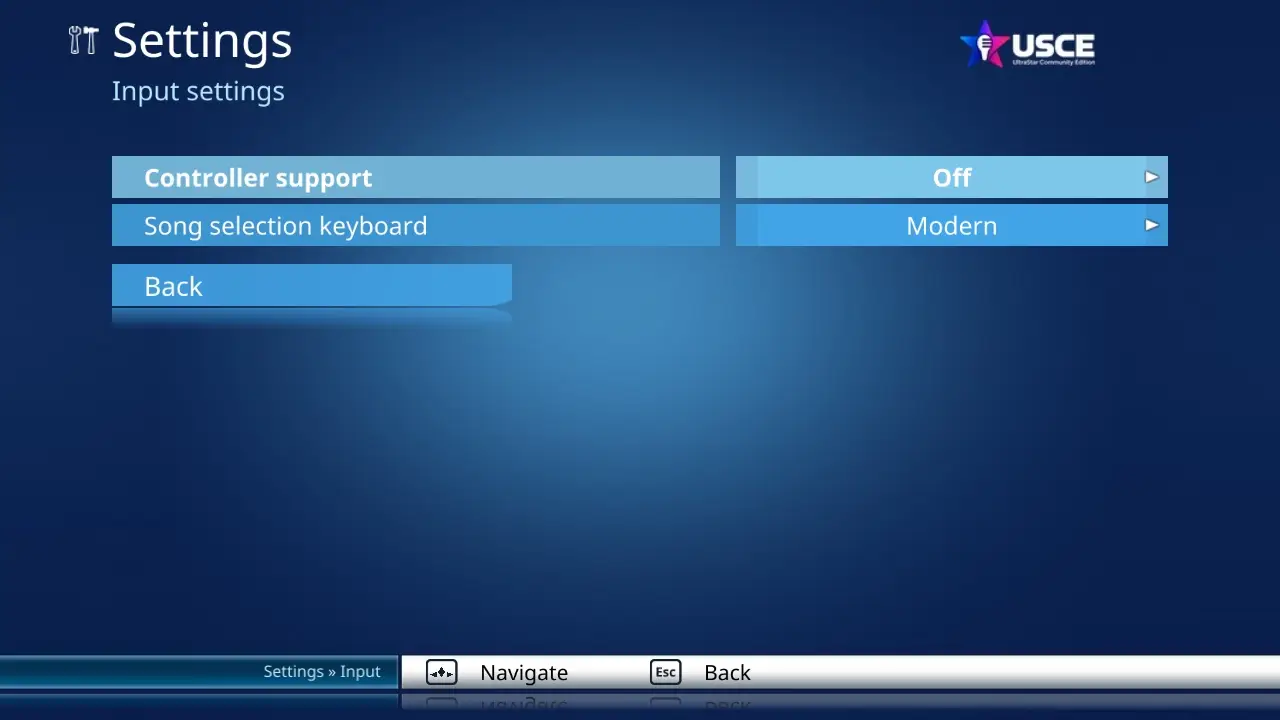 Settings
USCE
UltraStar Community Edition
Input settings
Controller support Off
Song selection keyboard Modern
Back
Settings » Input Navigate Esc Back